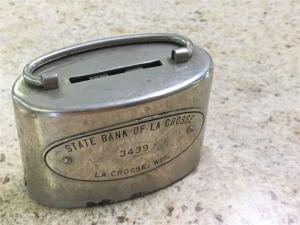 STATE BANK OF LA CROSSE
3439
LA CROSSE, WIS.